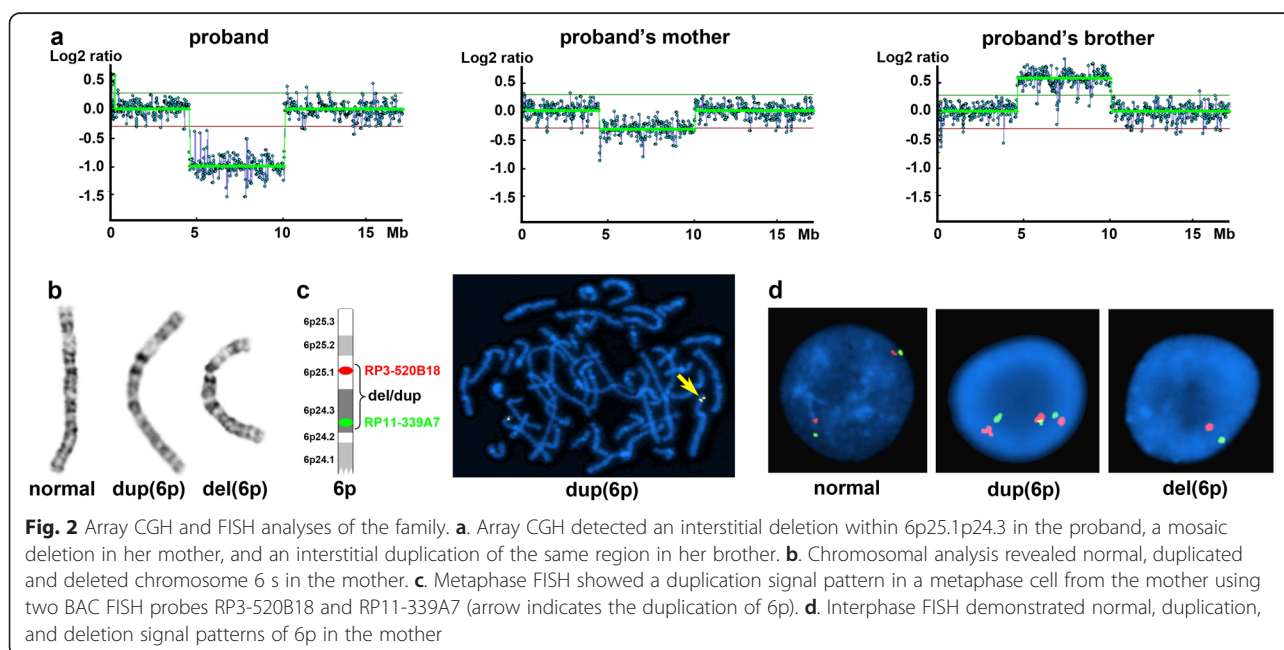 a
proband
proband's mother
proband's brother
Log2 ratio
Log2 ratio
Log2 ratio
0.5
0.0
-0.5
-1.0
-1.5
0 5 10 15 Mb
0.5
0.0
-0.5
-1.0
-1.5
0 5 10 15 Mb
0.5
0.0
-0.5
-1.0
-1.5
0 5 10 15 Mb
b
normal dup(6p) del(6p)
c
6p25.3
6p25.2
6p25.1
6p24.3
6p24.2
6p24.1
RP3-520B18
del/dup
RP11-339A7
6p
dup(6p)
d
normal dup(6p) del(6p)
Fig. 2 Array CGH and FISH analyses of the family. a. Array CGH detected an interstitial deletion within 6p25.1p24.3 in the proband, a mosaic
deletion in her mother, and an interstitial duplication of the same region in her brother. b. Chromosomal analysis revealed normal, duplicated
and deleted chromosome 6 s in the mother. c. Metaphase FISH showed a duplication signal pattern in a metaphase cell from the mother using
two BAC FISH probes RP3-520B18 and RP11-339A7 (arrow indicates the duplication of 6p). d. Interphase FISH demonstrated normal, duplication,
and deletion signal patterns of 6p in the mother